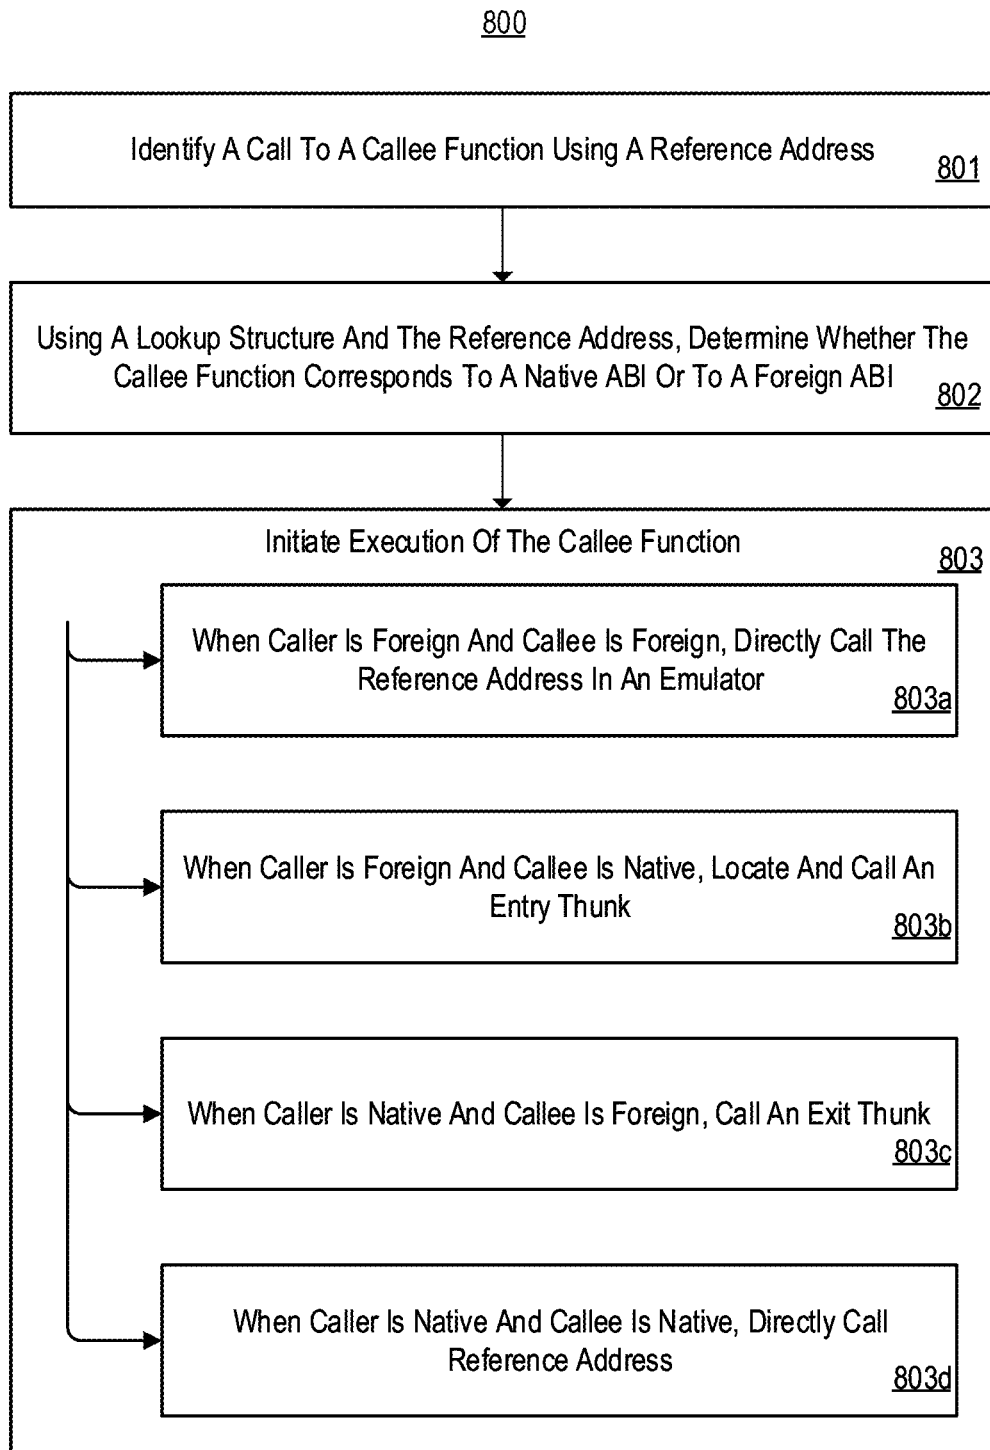 800
Identify A Call To A Callee Function Using A Reference Address
801
Using A Lookup Structure And The Reference Address, Determine Whether The
Callee Function Corresponds To A Native ABI Or To A Foreign ABI
802
Initiate Execution Of The Callee Function
803
When Caller Is Foreign And Callee Is Foreign, Directly Call The
Reference Address In An Emulator
803a
When Caller Is Foreign And Callee Is Native, Locate And Call An
Entry Thunk
803b
When Caller Is Native And Callee Is Foreign, Call An Exit Thunk
803c
When Caller Is Native And Callee Is Native, Directly Call
Reference Address
803d